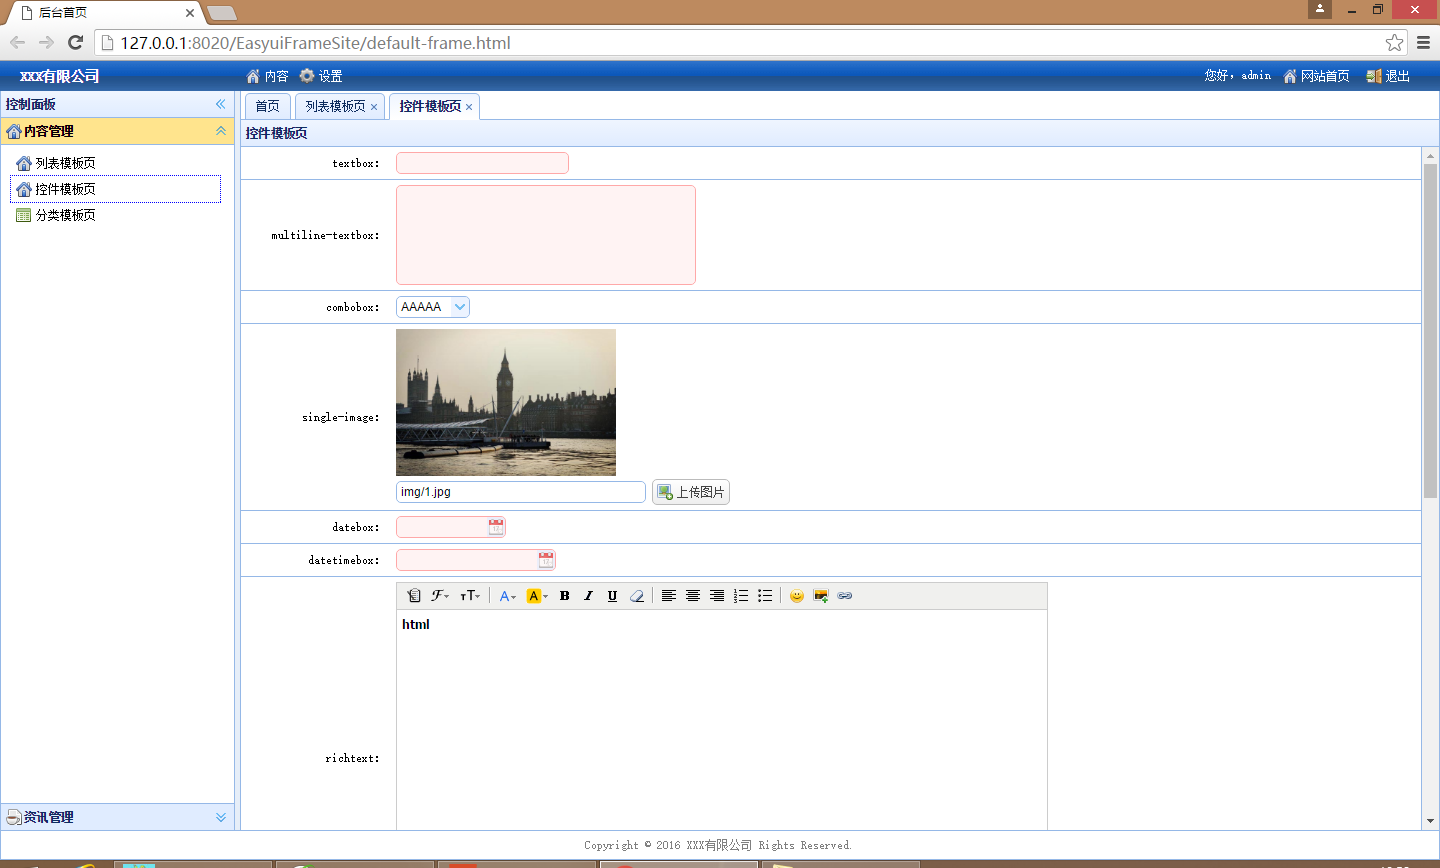 后台首页
127.0.0.1:8020/EasyuiFrameSite/default-frame.html
XXX有限公司 内容 设置 您好, admin 网站首页 退出
控制面板
首页 列表模板页 控件模板页
内容管理
控件模板页
列表模板页
控件模板页
分类模板页
textbox:
multiline-textbox:
combobox: AAAAA
single-image:
img/1.jpg 上传图片
datebox:
datetimebox:
html
richtext:
资讯管理
Copyright © 2016 XXX有限公司 Rights Reserved.